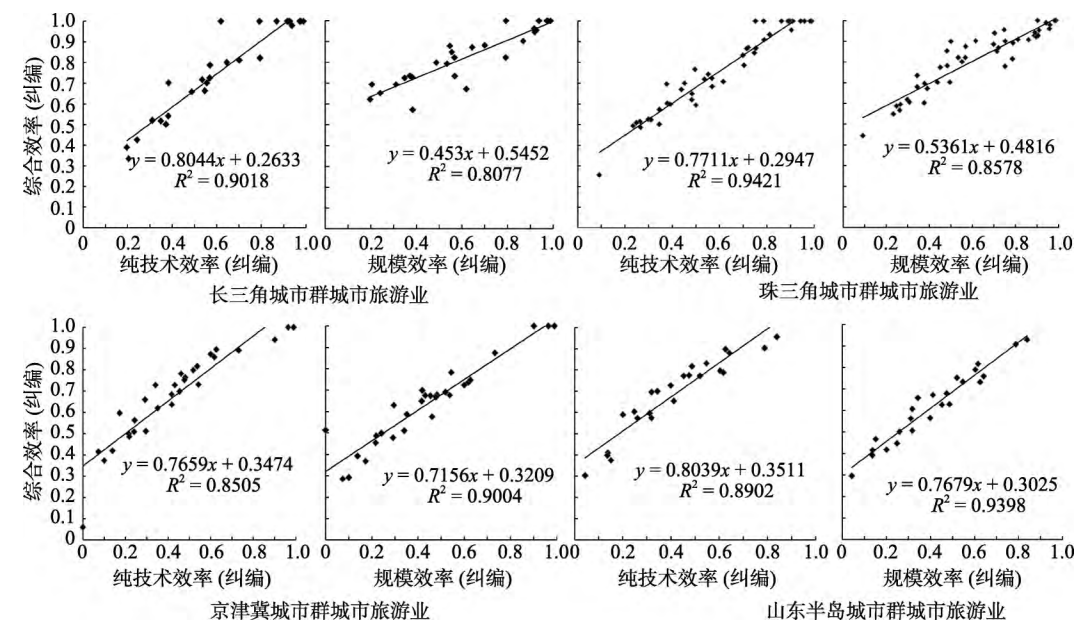 综合效率 (纠编)
1.0
0.9
0.8
0.7
0.6
0.5
0.4
0.3
0.2
0.1
0
y = 0.8044x + 0.2633
R² = 0.9018
0 0.2 0.4 0.6 0.8 1.0
纯技术效率 (纠编)
y = 0.453x + 0.5452
R² = 0.8077
0 0.2 0.4 0.6 0.8 1.0
规模效率 (纠编)
长三角城市群城市旅游业
y = 0.7711x + 0.2947
R² = 0.9421
0 0.2 0.4 0.6 0.8 1.0
纯技术效率 (纠编)
y = 0.5361x + 0.4816
R² = 0.8578
0 0.2 0.4 0.6 0.8 1.0
规模效率 (纠编)
珠三角城市群城市旅游业
综合效率 (纠编)
1.0
0.9
0.8
0.7
0.6
0.5
0.4
0.3
0.2
0.1
0
y = 0.7659x + 0.3474
R² = 0.8505
0 0.2 0.4 0.6 0.8 1.0
纯技术效率 (纠编)
y = 0.7156x + 0.3209
R² = 0.9004
0 0.2 0.4 0.6 0.8 1.0
规模效率 (纠编)
京津冀城市群城市旅游业
y = 0.8039x + 0.3511
R² = 0.8902
0 0.2 0.4 0.6 0.8 1.0
纯技术效率 (纠编)
y = 0.7679x + 0.3025
R² = 0.9398
0 0.2 0.4 0.6 0.8 1.0
规模效率 (纠编)
山东半岛城市群城市旅游业